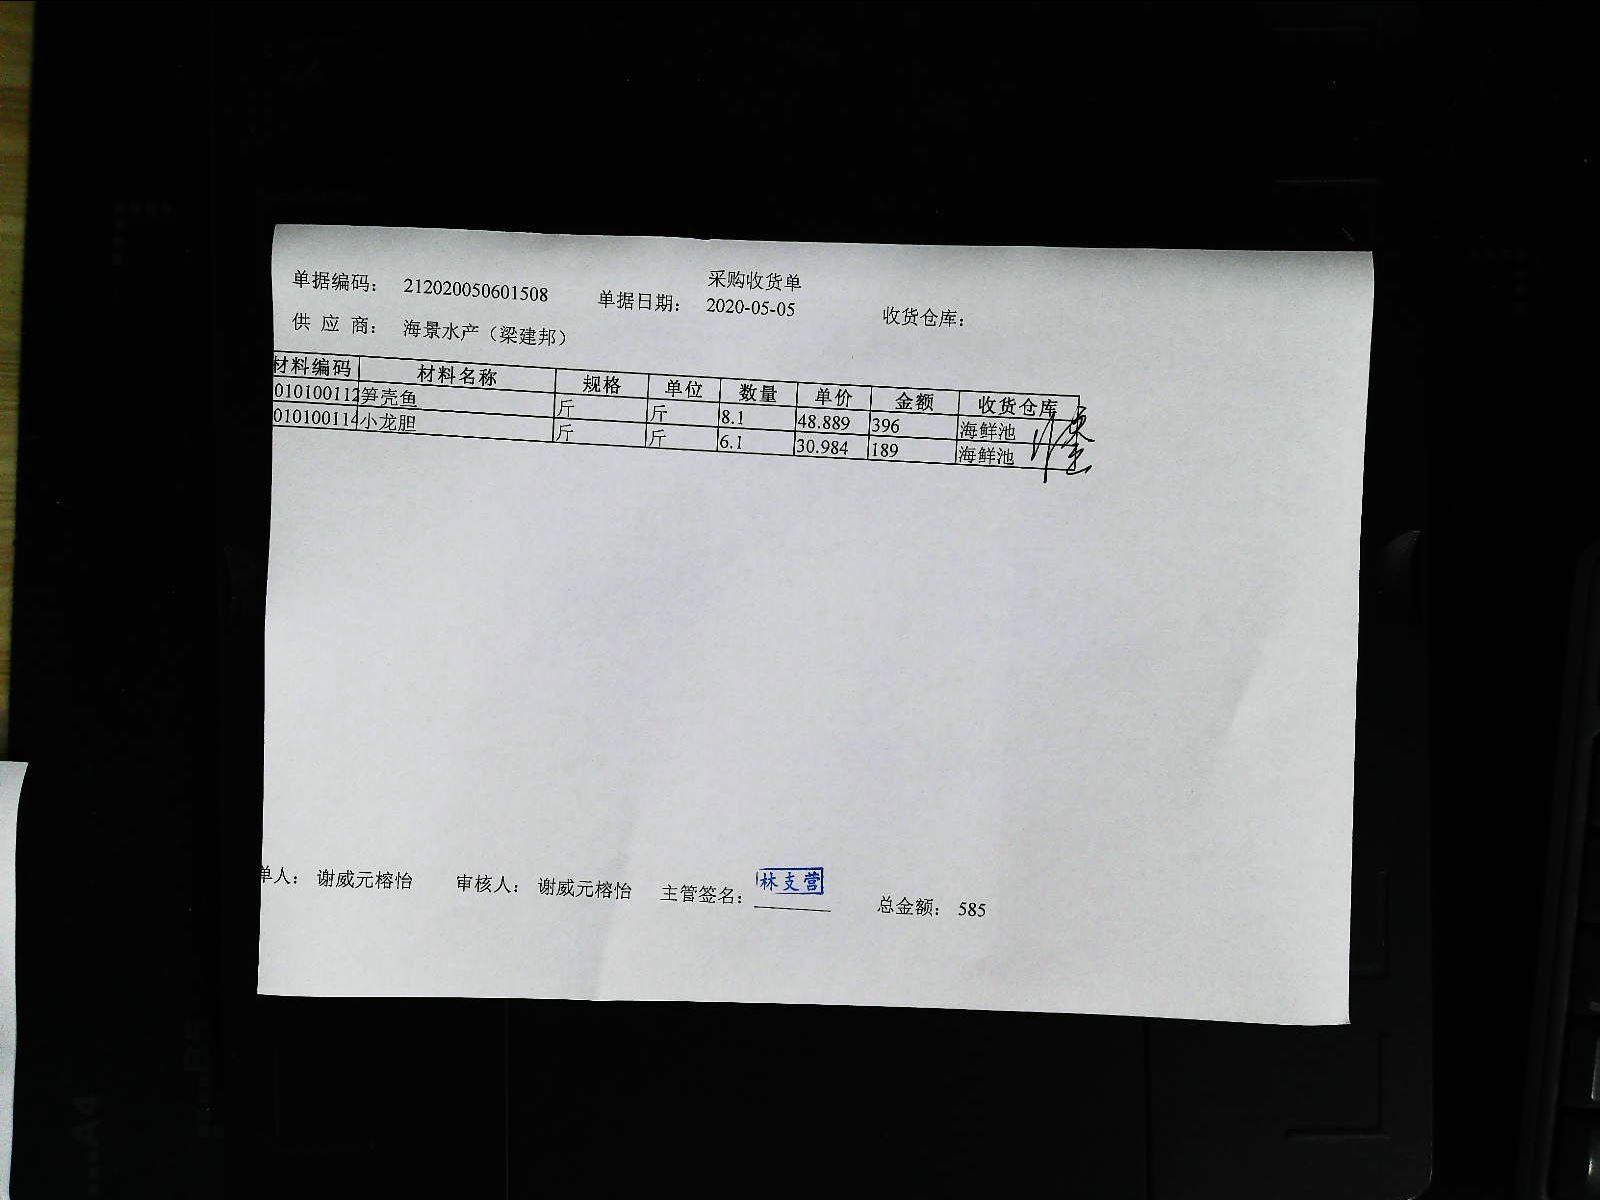 采购收货单
单据编码： 212020050601508 单据日期： 2020-05-05 收货仓库：
供 应 商： 海景水产（梁建邦）
材料编码 材料名称 规格 单位 数量 单价 金额 收货仓库
010100112 笋壳鱼 斤 斤 8.1 48.889 396 海鲜池
010100114 小龙胆 斤 斤 6.1 30.984 189 海鲜池
单人： 谢威元榕怡 审核人： 谢威元榕怡 主管签名： 林支营 总金额： 585
A4